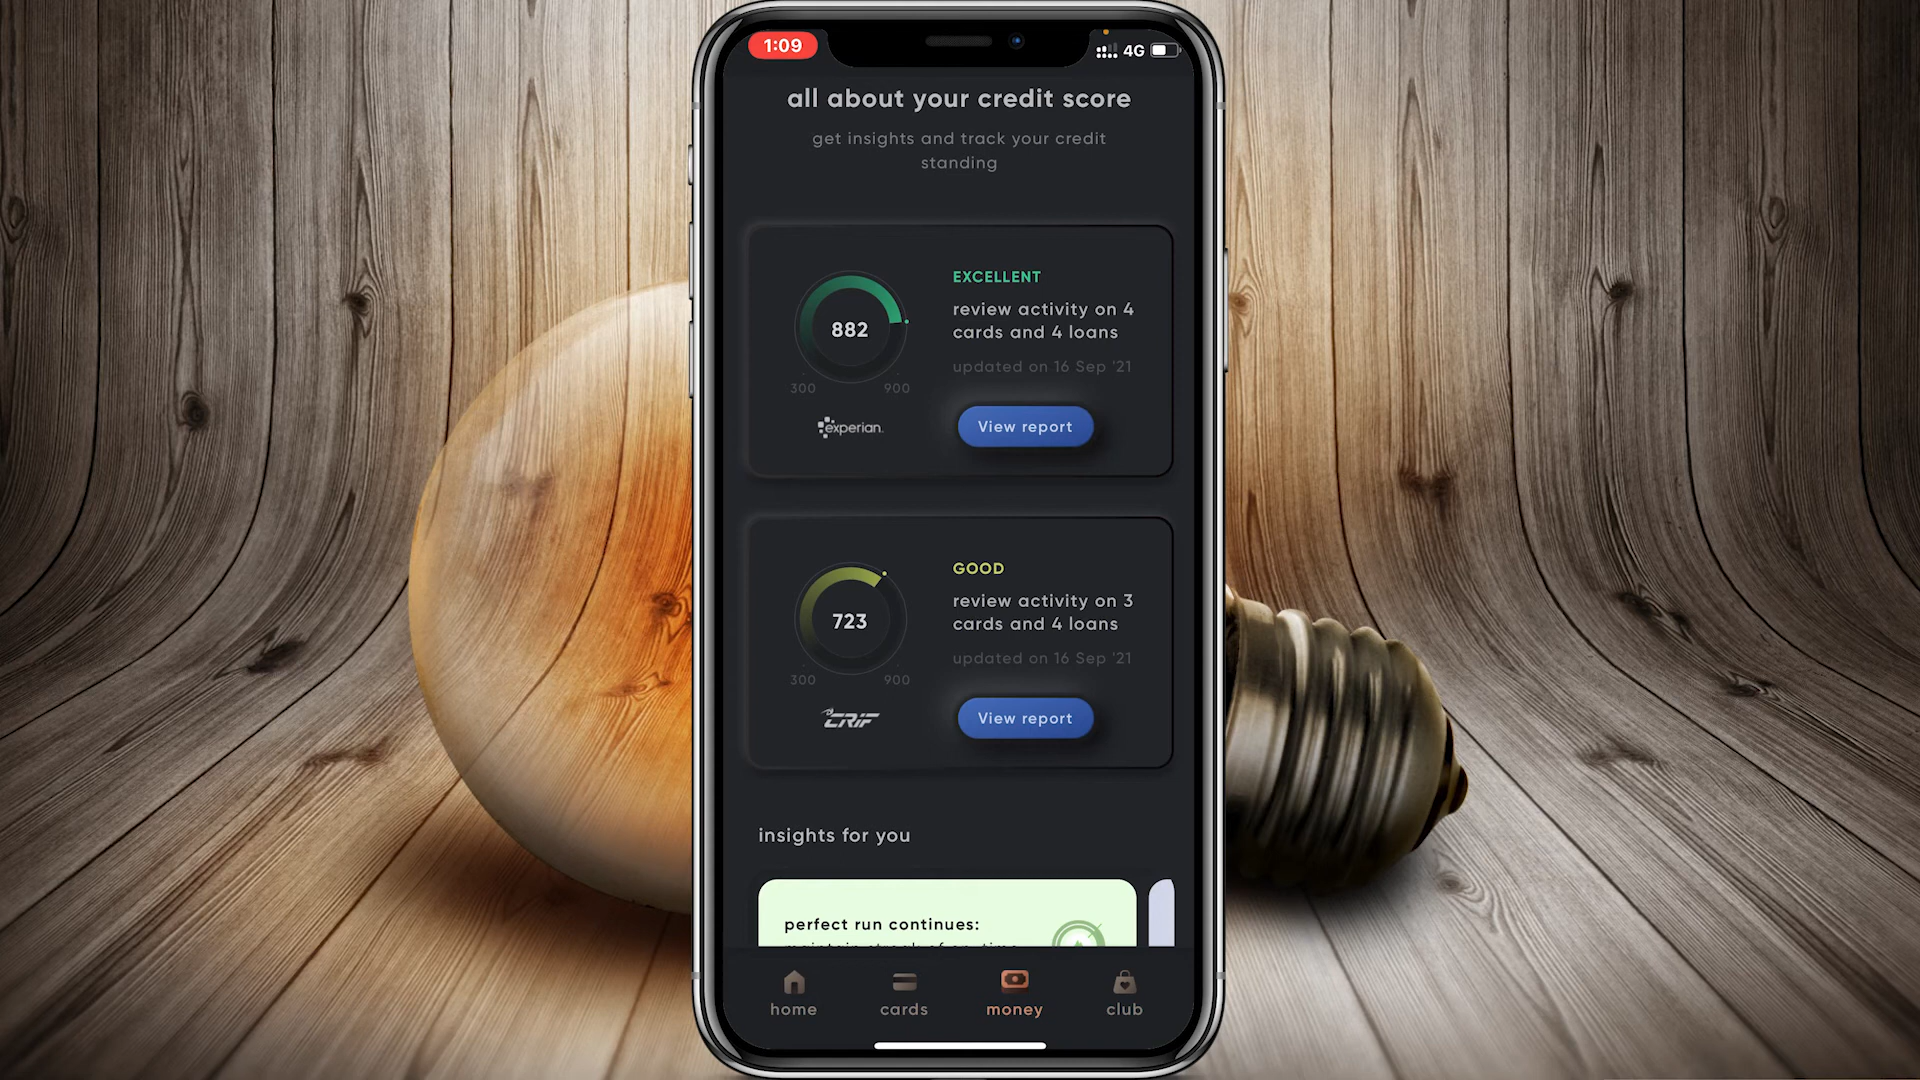 1:09
4G
all about your credit score
get insights and track your credit
standing
EXCELLENT
review activity on 4
cards and 4 loans
updated on 16 Sep '21
882
300
900
experian.
View report
GOOD
review activity on 3
cards and 4 loans
updated on 16 Sep '21
723
300
900
CRIF
View report
insights for you
perfect run continues:
home
cards
money
club